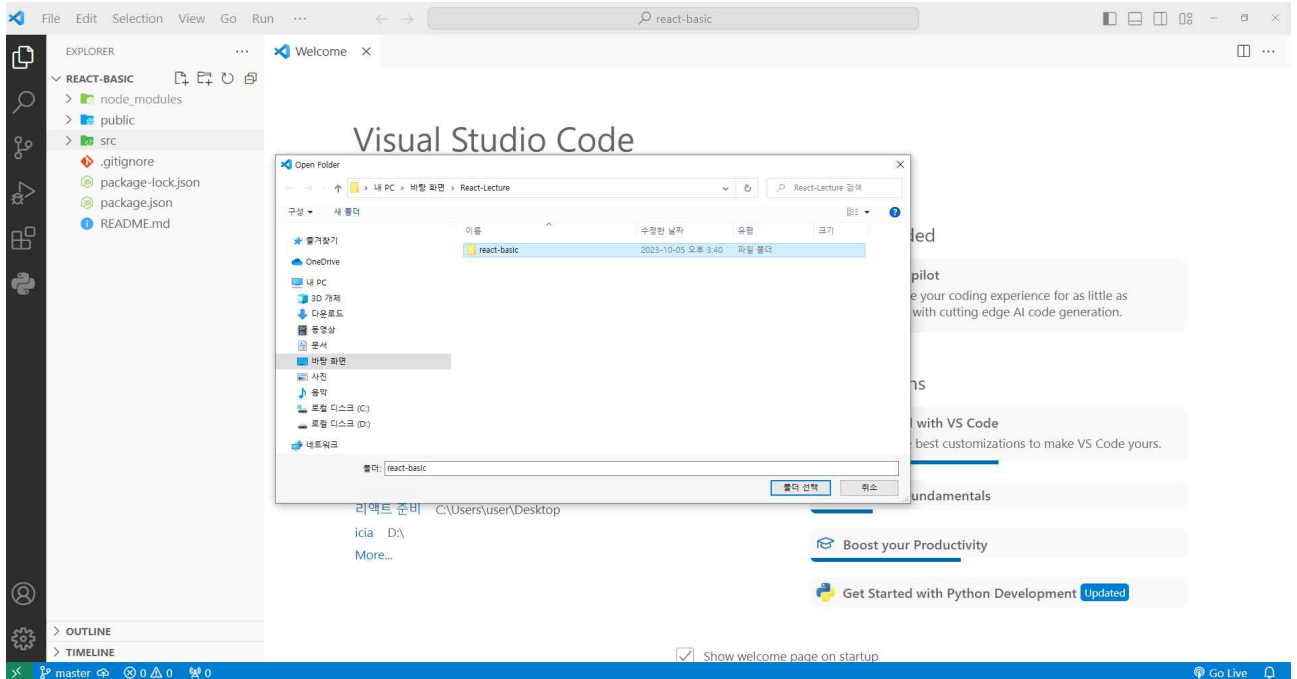 File Edit Selection View Go Run ···
react-basic
EXPLORER ···
Welcome
REACT-BASIC
node_modules
public
src
.gitignore
package-lock.json
package.json
README.md
Visual Studio Code
Open Folder
내 PC › 바탕 화면 › React-Lecture
React-Lecture 검색
구성
새 폴더
이름 수정한 날짜 유형 크기
react-basic 2023-10-05 오후 3:40 파일 폴더
즐겨찾기
OneDrive
내 PC
3D 개체
다운로드
동영상
문서
바탕 화면
사진
음악
로컬 디스크 (C:)
로컬 디스크 (D:)
네트워크
폴더: react-basic
폴더 선택 취소
ded
pilot
e your coding experience for as little as
with cutting edge AI code generation.
ns
with VS Code
best customizations to make VS Code yours.
undamentals
Boost your Productivity
Get Started with Python Development Updated
리액트 준비 C:\Users\user\Desktop
icia D:\
More...
Show welcome page on startup
OUTLINE
TIMELINE
master 0 0 0
Go Live